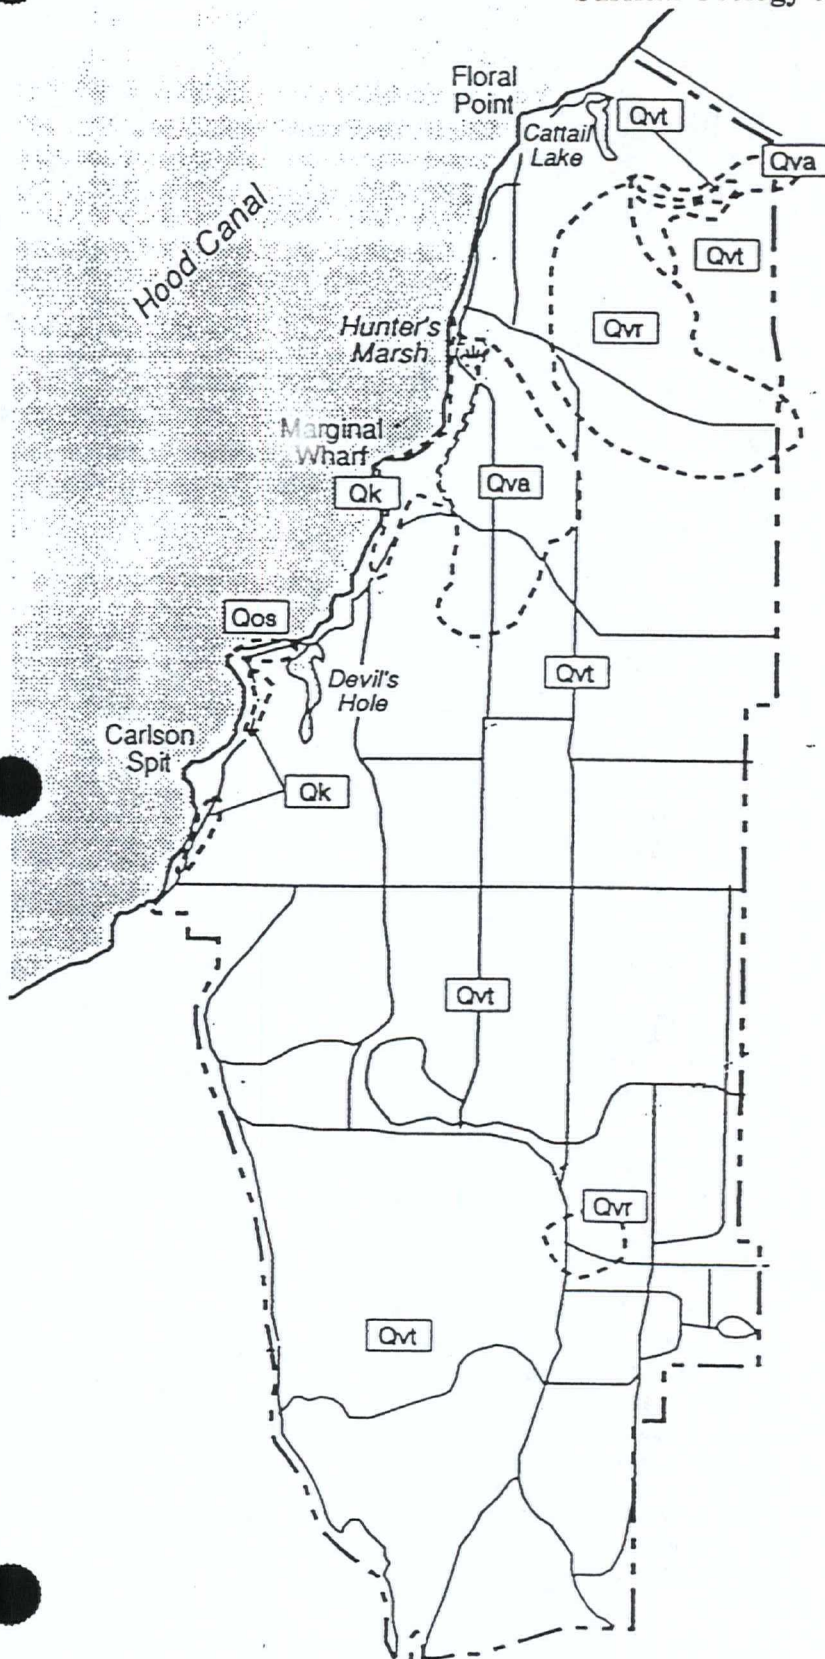 Floral
Point
Qvt
Cattail
Lake
Qva
Hood Canal
Qvt
Hunter's
Marsh
Qvr
Marginal
Wharf
Qk
Qva
Qos
Devil's
Hole
Qvt
Carlson
Spit
Qk
Qvt
Qvr
Qvt